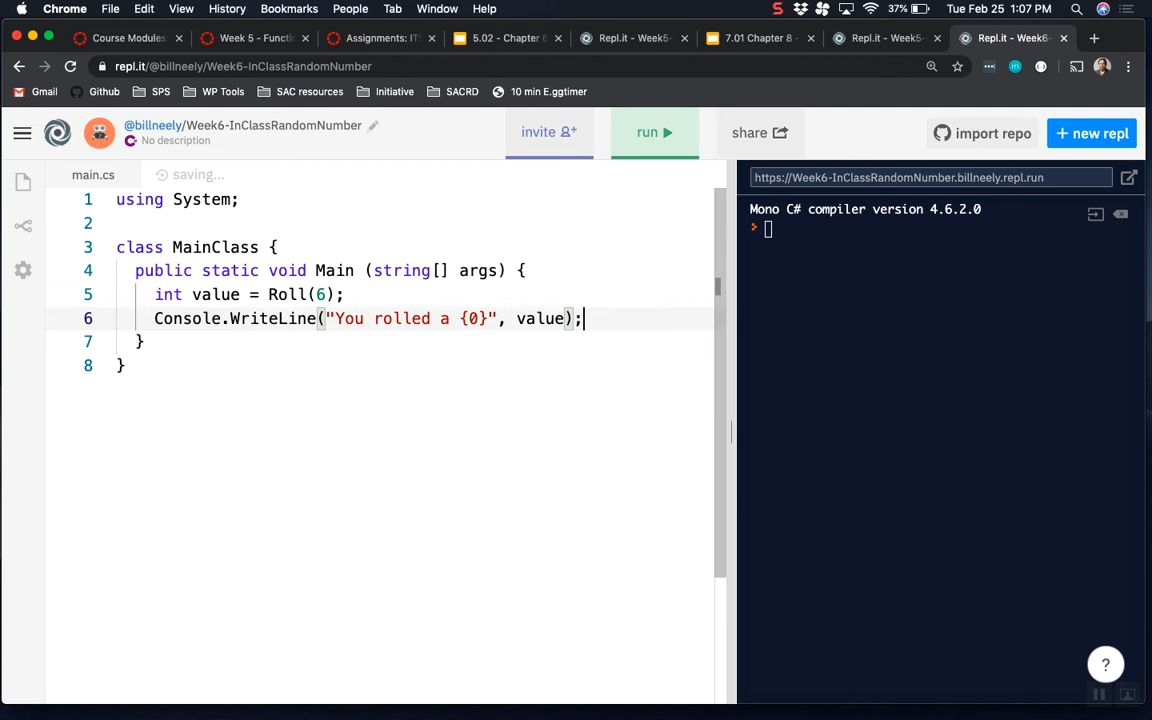 Chrome File Edit View History Bookmarks People Tab Window Help 37% Tue Feb 25 1:07 PM
Course Modules Week 5 - Functi Assignments: IT 5.02 - Chapter 6 Repl.it - Week5- 7.01 Chapter 8 - Repl.it - Week5- Repl.it - Week6-
repl.it/@billneely/Week6-InClassRandomNumber
Gmail Github SPS WP Tools SAC resources Initiative SACRD 10 min E.ggtimer
@billneely/Week6-InClassRandomNumber
No description
invite
run
share
import repo
+ new repl
main.cs saving...
1 using System;
2
3 class MainClass {
4 public static void Main (string[] args) {
5 int value = Roll(6);
6 Console.WriteLine("You rolled a {0}", value);
7 }
8 }
https://Week6-InClassRandomNumber.billneely.repl.run
Mono C# compiler version 4.6.2.0
?